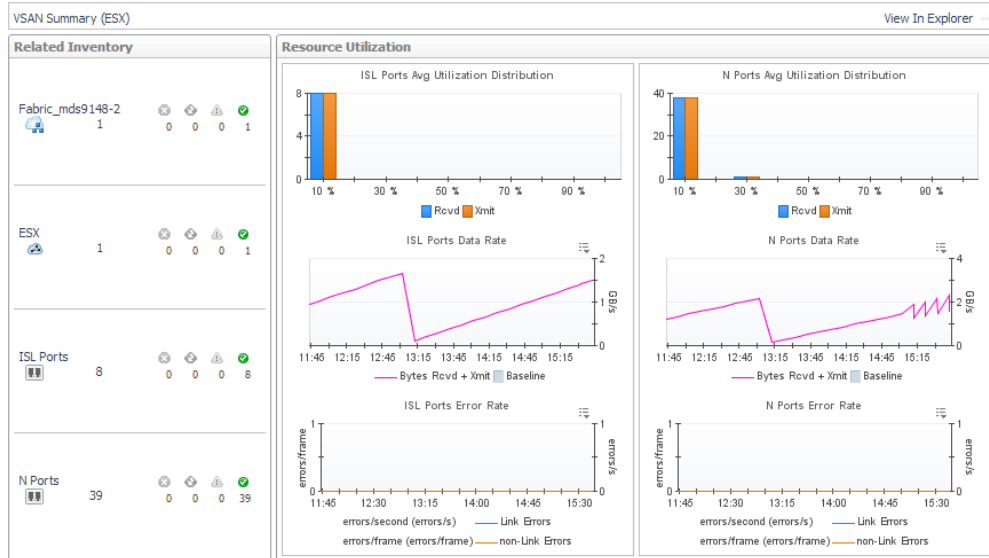 VSAN Summary (ESX)
View In Explorer
Related Inventory
Fabric_mds9148-2
1
0 0 0 1
ESX
1
0 0 0 1
ISL Ports
8
0 0 0 8
N Ports
39
0 0 0 39
Resource Utilization
ISL Ports Avg Utilization Distribution
8
4
0
10 % 30 % 50 % 70 % 90 %
Rcvd Xmit
N Ports Avg Utilization Distribution
40
20
0
10 % 30 % 50 % 70 % 90 %
Rcvd Xmit
ISL Ports Data Rate
2
1
0
GB/s
11:45 12:15 12:45 13:15 13:45 14:15 14:45 15:15
Bytes Rcvd + Xmit Baseline
N Ports Data Rate
4
2
0
GB/s
11:45 12:15 12:45 13:15 13:45 14:15 14:45 15:15
Bytes Rcvd + Xmit Baseline
ISL Ports Error Rate
errors/frame
1
0
1
0
errors/s
11:45 12:30 13:15 14:00 14:45 15:30
errors/second (errors/s) Link Errors
errors/frame (errors/frame) non-Link Errors
N Ports Error Rate
errors/frame
1
0
1
0
errors/s
11:45 12:30 13:15 14:00 14:45 15:30
errors/second (errors/s) Link Errors
errors/frame (errors/frame) non-Link Errors